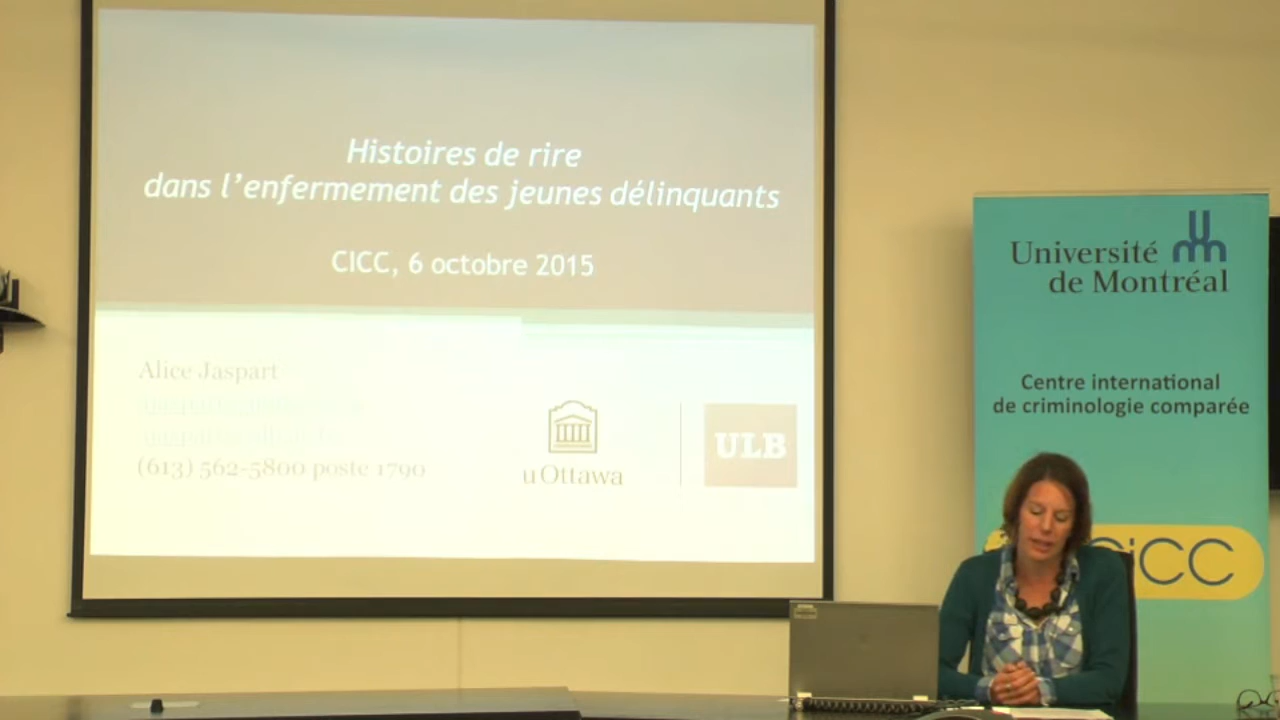 Histoires de rire
dans l'enfermement des jeunes délinquants
CICC, 6 octobre 2015
Alice Jaspart
(613) 562-5800 poste 1790
uOttawa
ULB
Université
de Montréal
Centre international
de criminologie comparée
CiCC